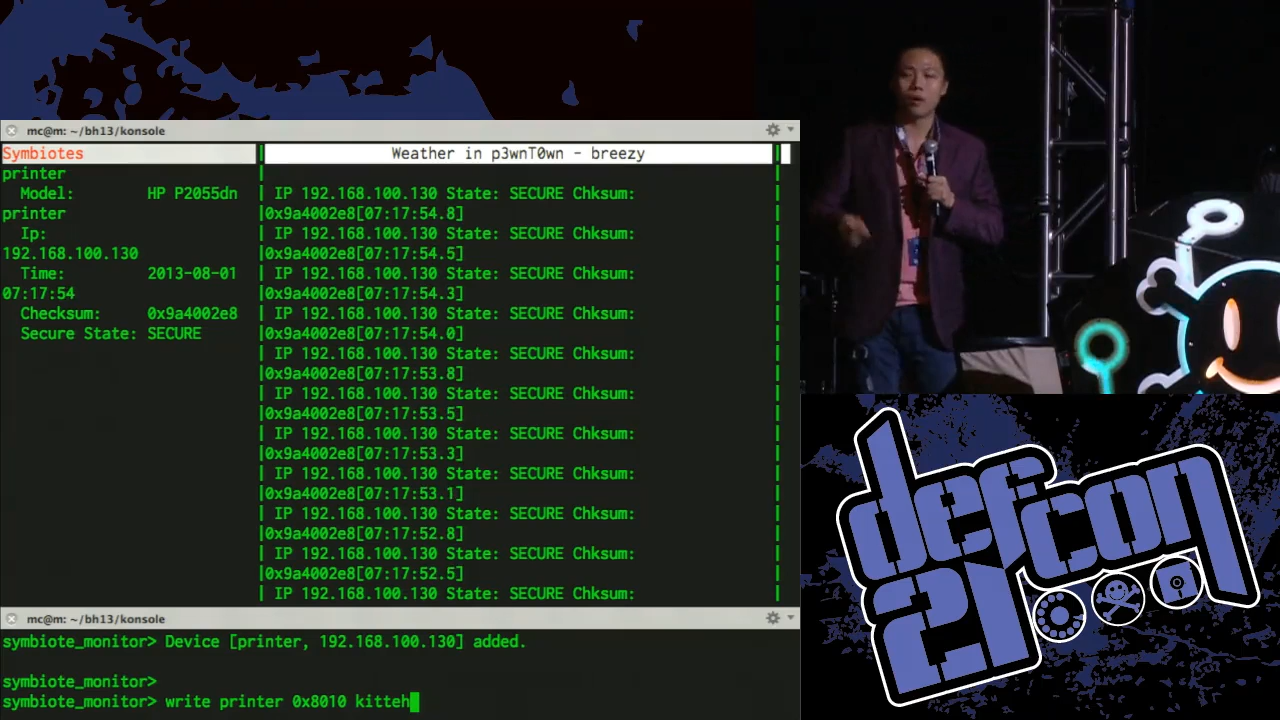 mc@m: ~/bh13/konsole
Symbiotes
printer
Model: HP P2055dn
printer
Ip:
192.168.100.130
Time: 2013-08-01
07:17:54
Checksum: 0x9a4002e8
Secure State: SECURE
Weather in p3wnT0wn - breezy
IP 192.168.100.130 State: SECURE Chksum:
|0x9a4002e8[07:17:54.8]
IP 192.168.100.130 State: SECURE Chksum:
|0x9a4002e8[07:17:54.5]
IP 192.168.100.130 State: SECURE Chksum:
|0x9a4002e8[07:17:54.3]
IP 192.168.100.130 State: SECURE Chksum:
|0x9a4002e8[07:17:54.0]
IP 192.168.100.130 State: SECURE Chksum:
|0x9a4002e8[07:17:53.8]
IP 192.168.100.130 State: SECURE Chksum:
|0x9a4002e8[07:17:53.5]
IP 192.168.100.130 State: SECURE Chksum:
|0x9a4002e8[07:17:53.3]
IP 192.168.100.130 State: SECURE Chksum:
|0x9a4002e8[07:17:53.1]
IP 192.168.100.130 State: SECURE Chksum:
|0x9a4002e8[07:17:52.8]
IP 192.168.100.130 State: SECURE Chksum:
|0x9a4002e8[07:17:52.5]
IP 192.168.100.130 State: SECURE Chksum:
mc@m: ~/bh13/konsole
symbiote_monitor> Device [printer, 192.168.100.130] added.
symbiote_monitor>
symbiote_monitor> write printer 0x8010 kitteh
defcon
21